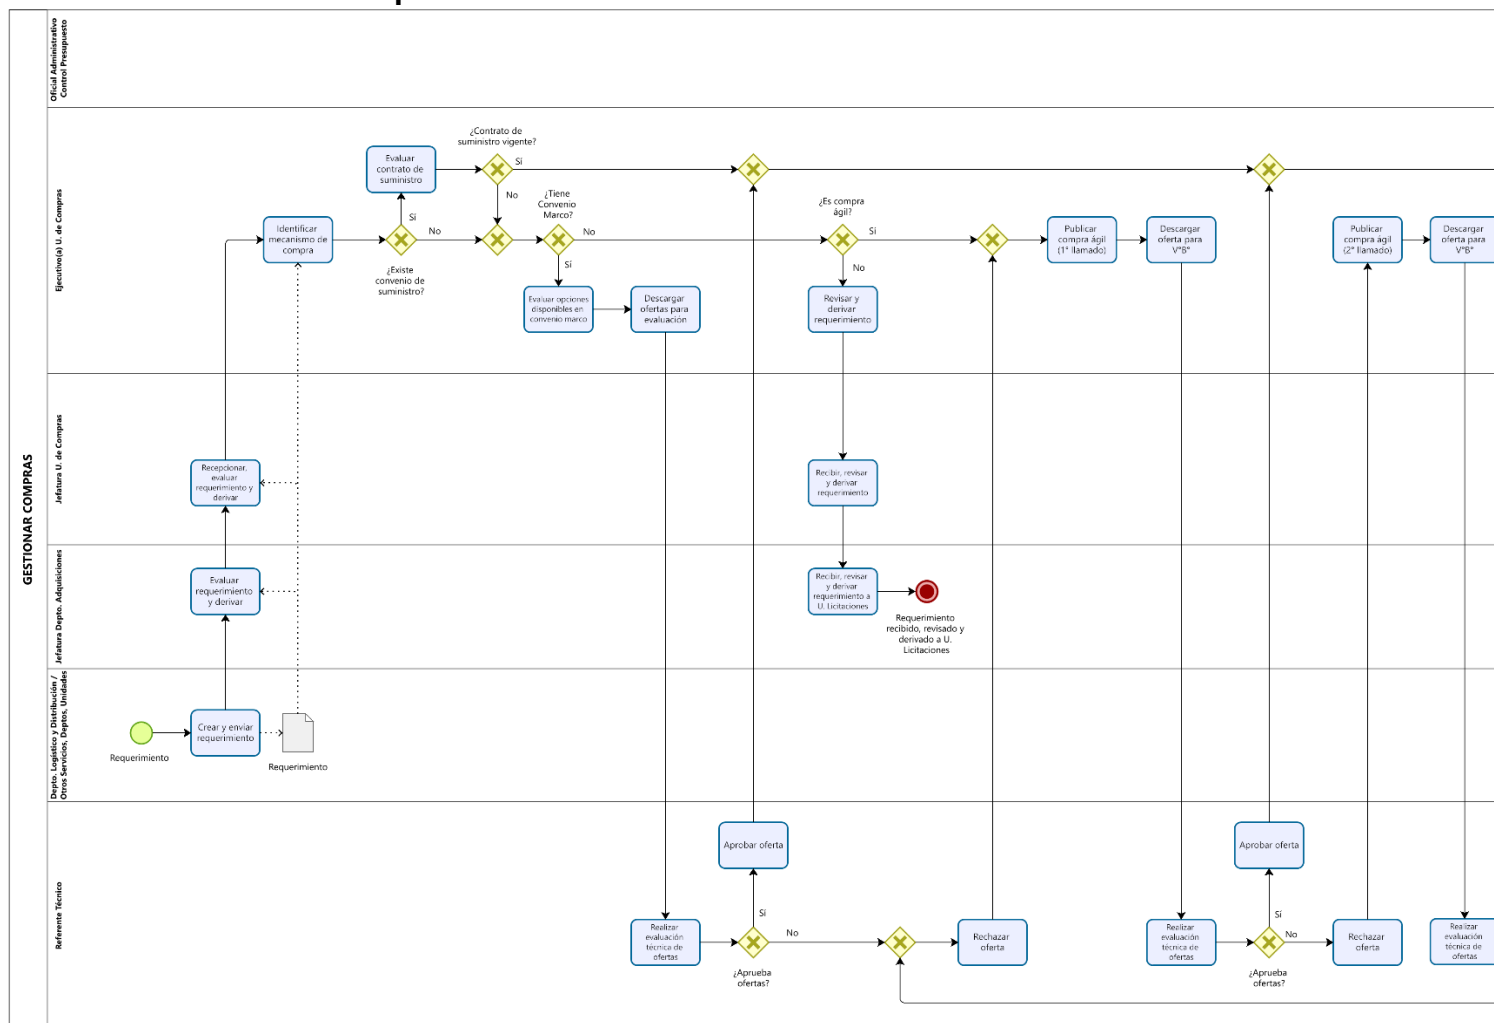 GESTIONAR COMPRAS
Oficial Administrativo
Control Presupuesto
Ejecutivo(a) U. de Compras
Jefatura U. de Compras
Jefatura Depto. Adquisiciones
Depto. Logístico y Distribución /
Otros Servicios, Deptos, Unidades
Referente Técnico
¿Contrato de
suministro vigente?
Evaluar
contrato de
suministro
Sí
No
¿Tiene
Convenio
Marco?
Identificar
mecanismo de
compra
Sí
No
¿Existe
convenio de
suministro?
No
Sí
Evaluar opciones
disponibles en
convenio marco
Descargar
ofertas para
evaluación
¿Es compra
ágil?
Si
No
Revisar y
derivar
requerimiento
Publicar
compra ágil
(1° llamado)
Descargar
oferta para
V°B°
Publicar
compra ágil
(2° llamado)
Descargar
oferta para
V°B°
Recepcionar,
evaluar
requerimiento y
derivar
Recibir, revisar
y derivar
requerimiento
Evaluar
requerimiento
y derivar
Recibir, revisar
y derivar
requerimiento a
U. Licitaciones
Requerimiento
recibido, revisado y
derivado a U.
Licitaciones
Requerimiento
Crear y enviar
requerimiento
Requerimiento
Aprobar oferta
Sí
No
Realizar
evaluación
técnica de
ofertas
¿Aprueba
ofertas?
Rechazar
oferta
Aprobar oferta
Sí
No
Realizar
evaluación
técnica de
ofertas
¿Aprueba
ofertas?
Rechazar
oferta
Realizar
evaluación
técnica de
ofertas